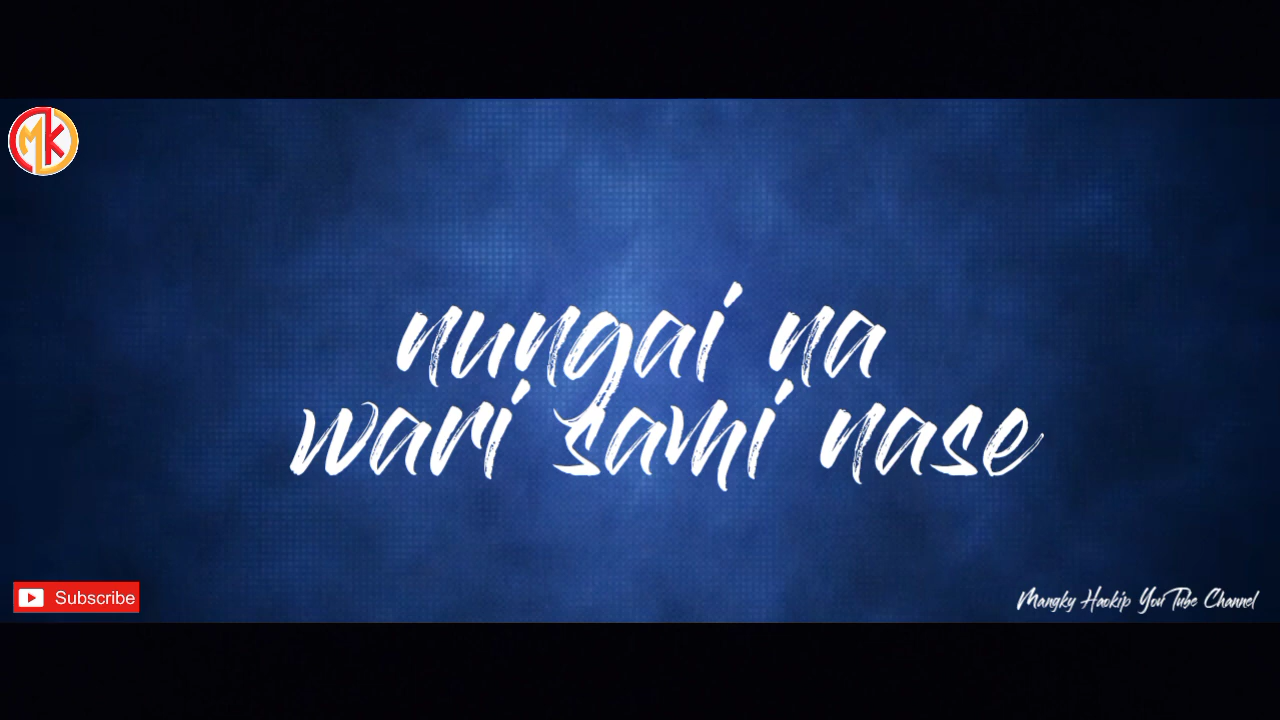 MK
nungai na
wari sami nase
Subscribe
Mangky Haokip YouTube Channel